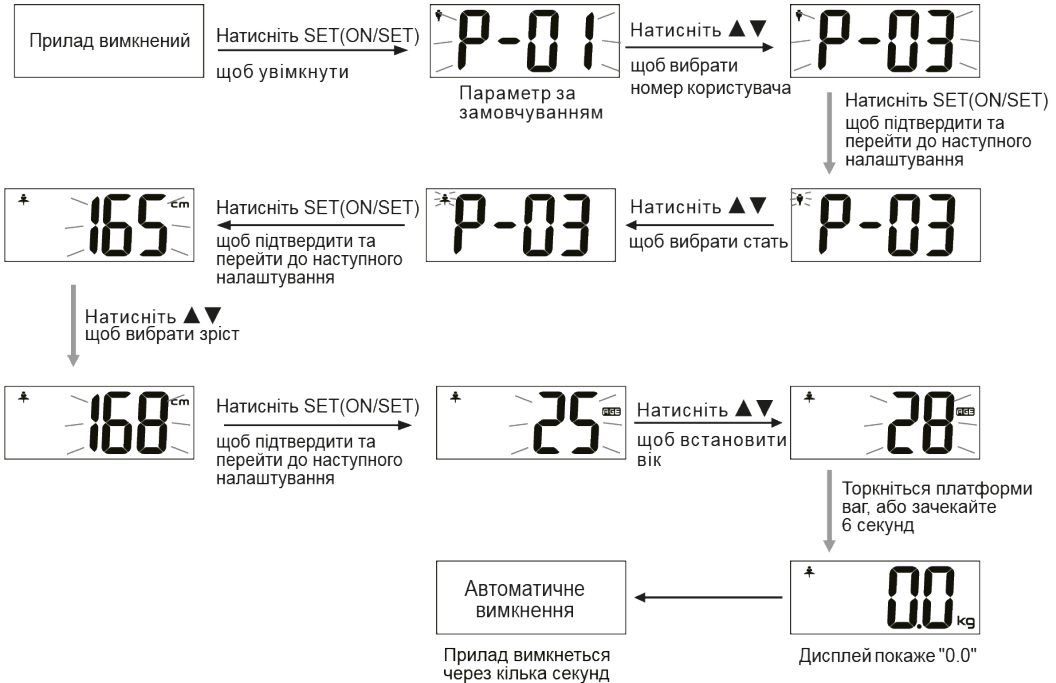 Прилад вимкнений
Натисніть SET(ON/SET)
щоб увімкнути
P-01
Параметр за
замовчуванням
Натисніть ▲▼
щоб вибрати
номер користувача
P-03
Натисніть SET(ON/SET)
щоб підтвердити та
перейти до наступного
налаштування
P-03
Натисніть ▲▼
щоб вибрати стать
P-03
Натисніть SET(ON/SET)
щоб підтвердити та
перейти до наступного
налаштування
165 cm
Натисніть ▲▼
щоб вибрати зріст
168 cm
Натисніть SET(ON/SET)
щоб підтвердити та
перейти до наступного
налаштування
25 AGE
Натисніть ▲▼
щоб встановити
вік
28 AGE
Торкніться платформи
ваг, або зачекайте
6 секунд
0.0 kg
Дисплей покаже "0.0"
Автоматичне
вимкнення
Прилад вимкнеться
через кілька секунд